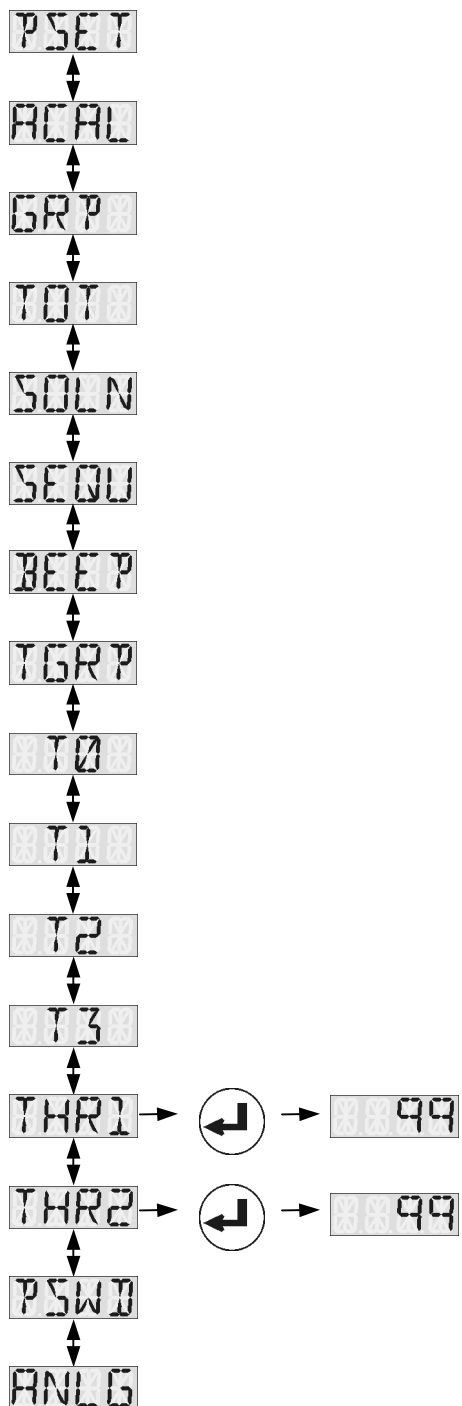 PSET
ACAL
GRP
TOT
SOLN
SEQU
BEEP
TGRP
T0
T1
T2
T3
THR1 99
THR2 99
PSWD
ANLG